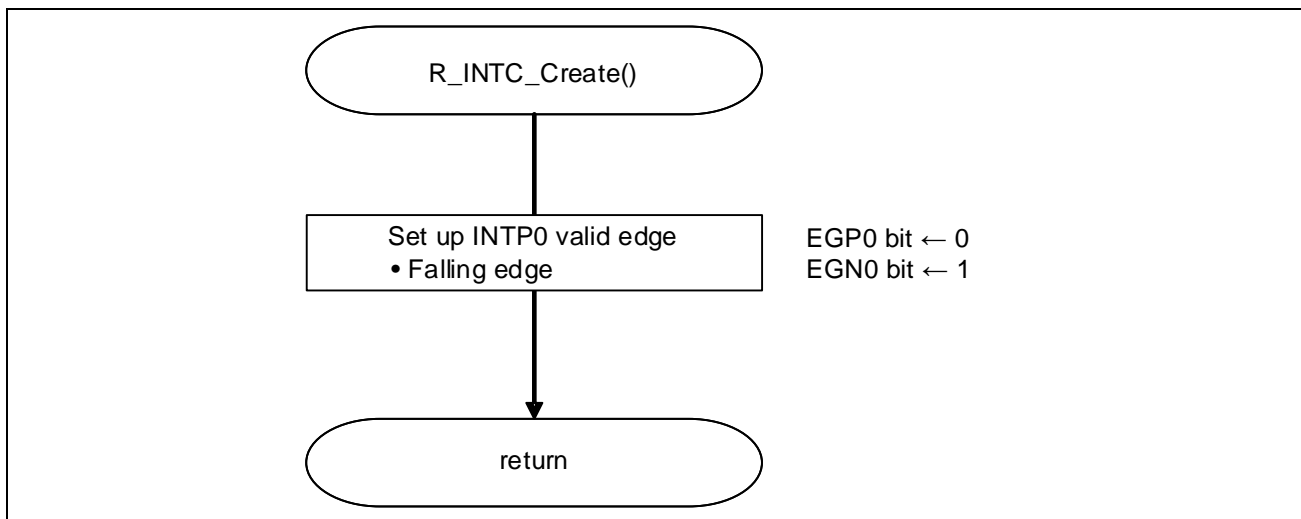 R_INTC_Create()
Set up INTP0 valid edge
• Falling edge
EGP0 bit ← 0
EGN0 bit ← 1
return